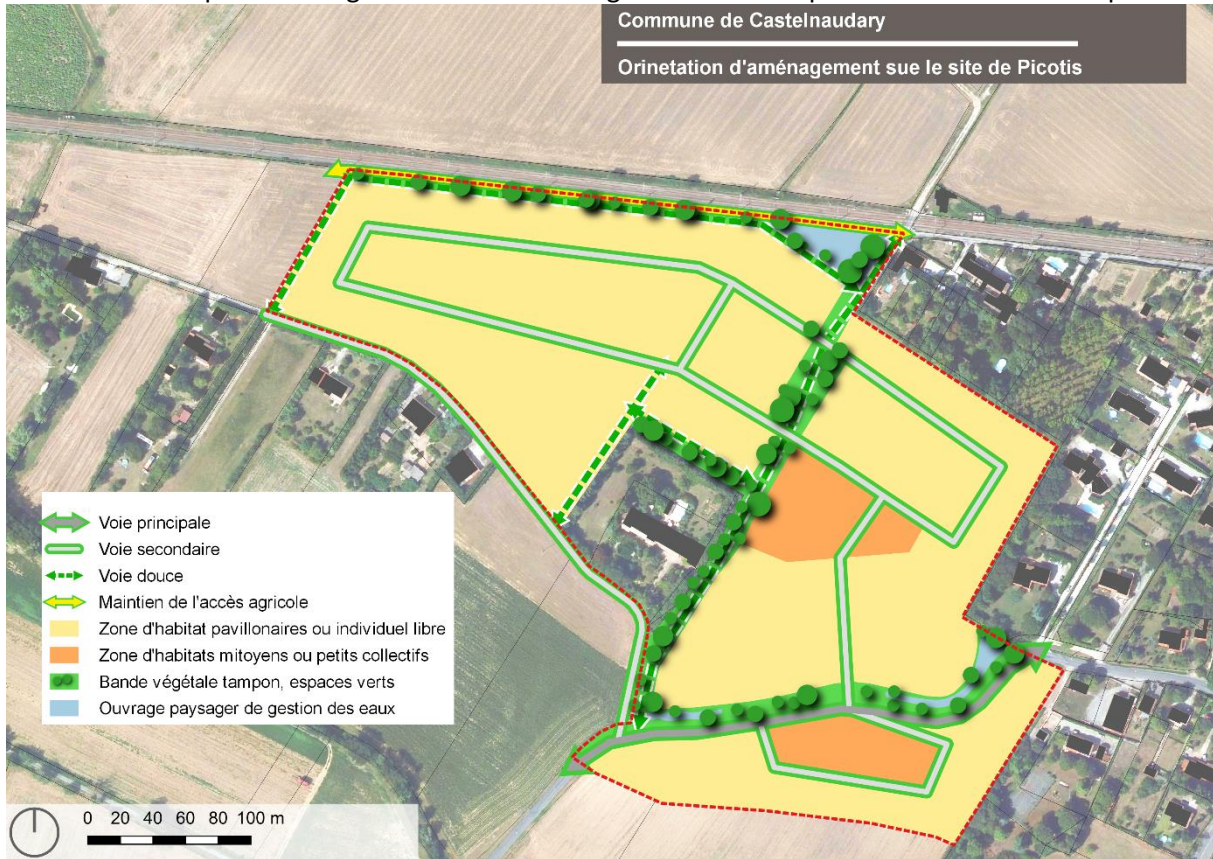 Commune de Castelnaudary
Orinetation d'aménagement sue le site de Picotis
Voie principale
Voie secondaire
Voie douce
Maintien de l'accès agricole
Zone d'habitat pavillonaires ou individuel libre
Zone d'habitats mitoyens ou petits collectifs
Bande végétale tampon, espaces verts
Ouvrage paysager de gestion des eaux
0 20 40 60 80 100 m